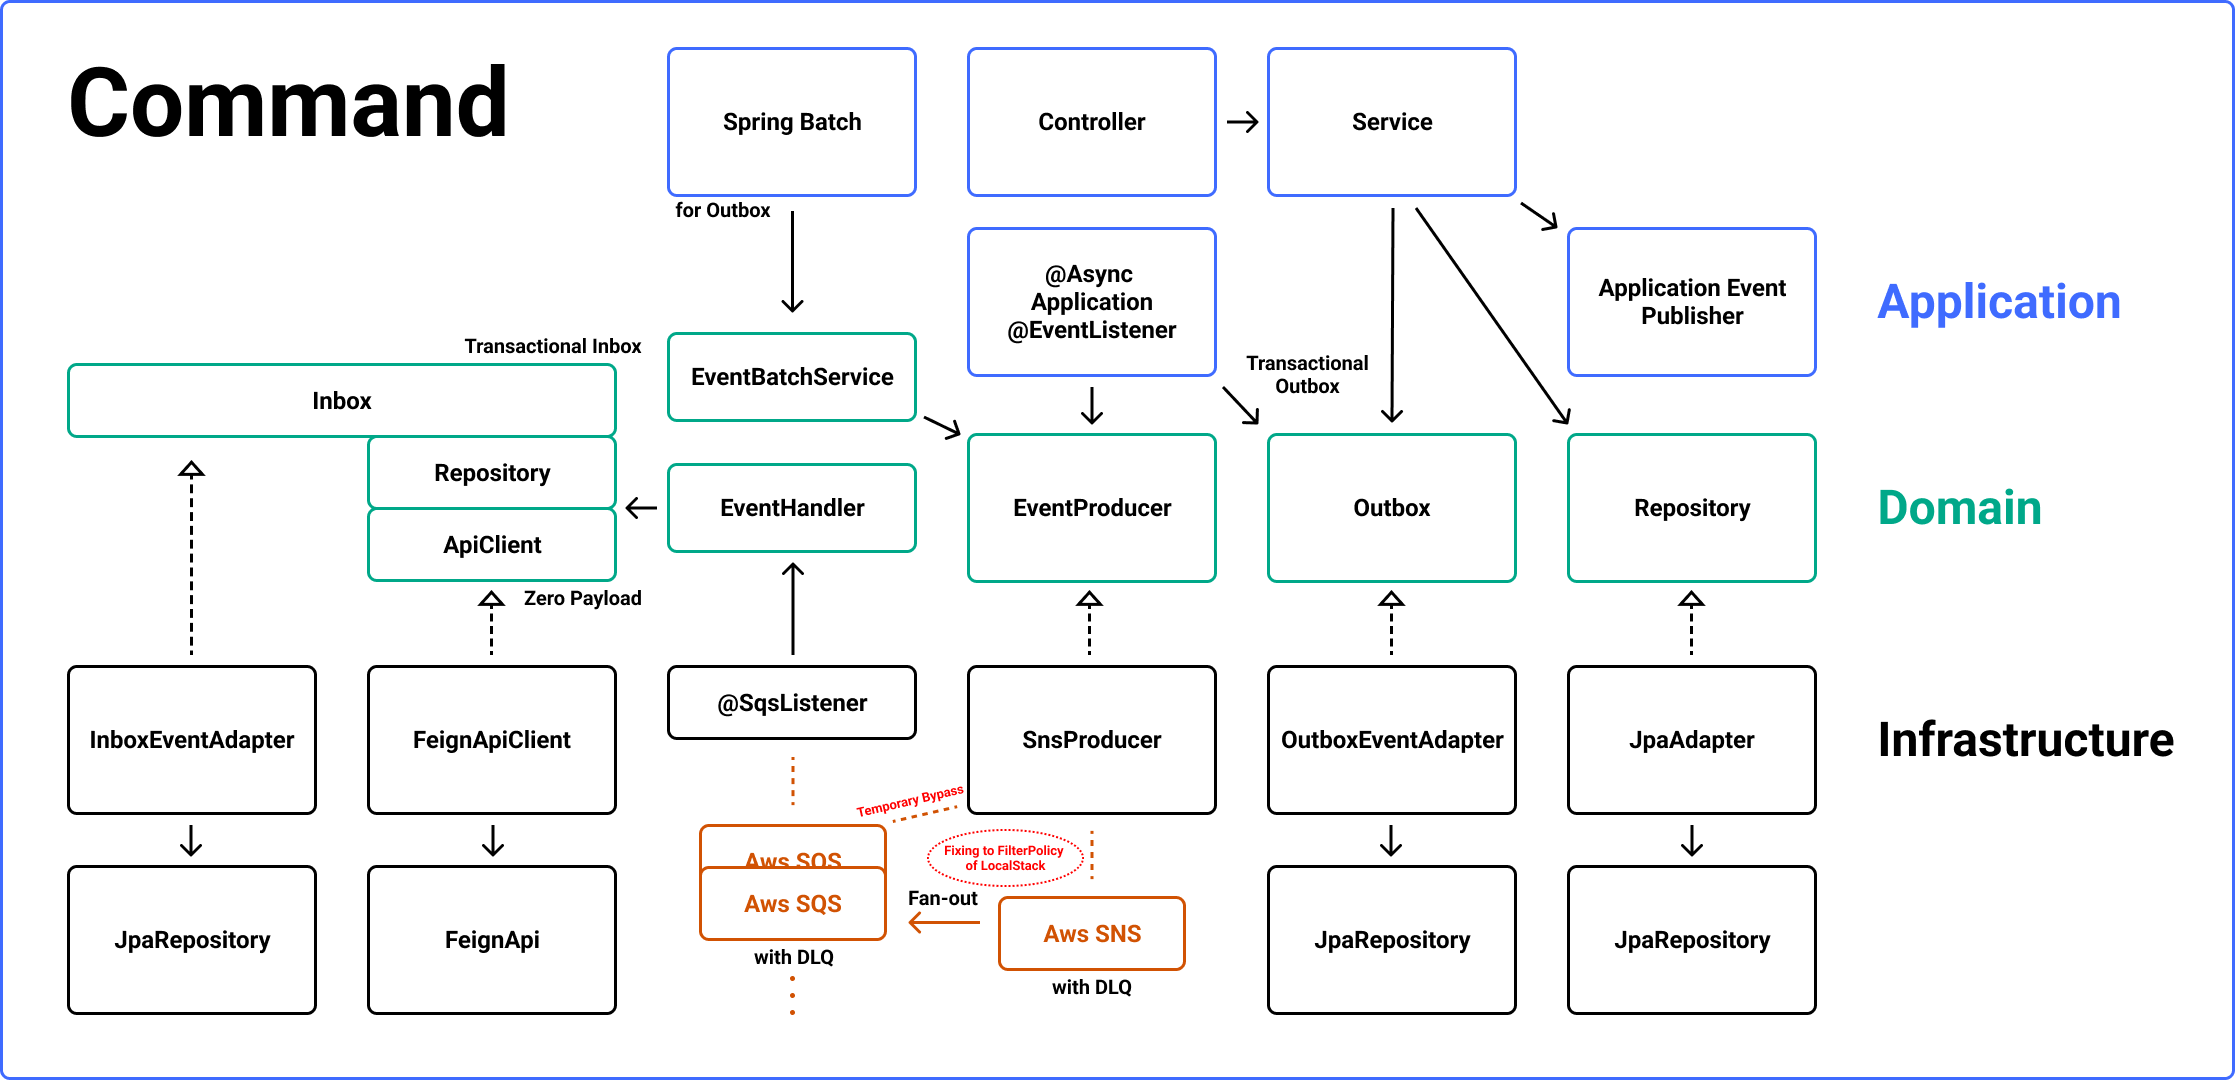 Command
Spring Batch
Controller
Service
for Outbox
@Async
Application
@EventListener
Application Event
Publisher
Application
Transactional Inbox
Inbox
EventBatchService
Transactional
Outbox
Repository
ApiClient
Zero Payload
EventHandler
EventProducer
Outbox
Repository
Domain
InboxEventAdapter
FeignApiClient
@SqsListener
SnsProducer
OutboxEventAdapter
JpaAdapter
Infrastructure
Temporary Bypass
Fixing to FilterPolicy
of LocalStack
Aws SQS
Aws SQS
with DLQ
Fan-out
Aws SNS
with DLQ
JpaRepository
FeignApi
JpaRepository
JpaRepository